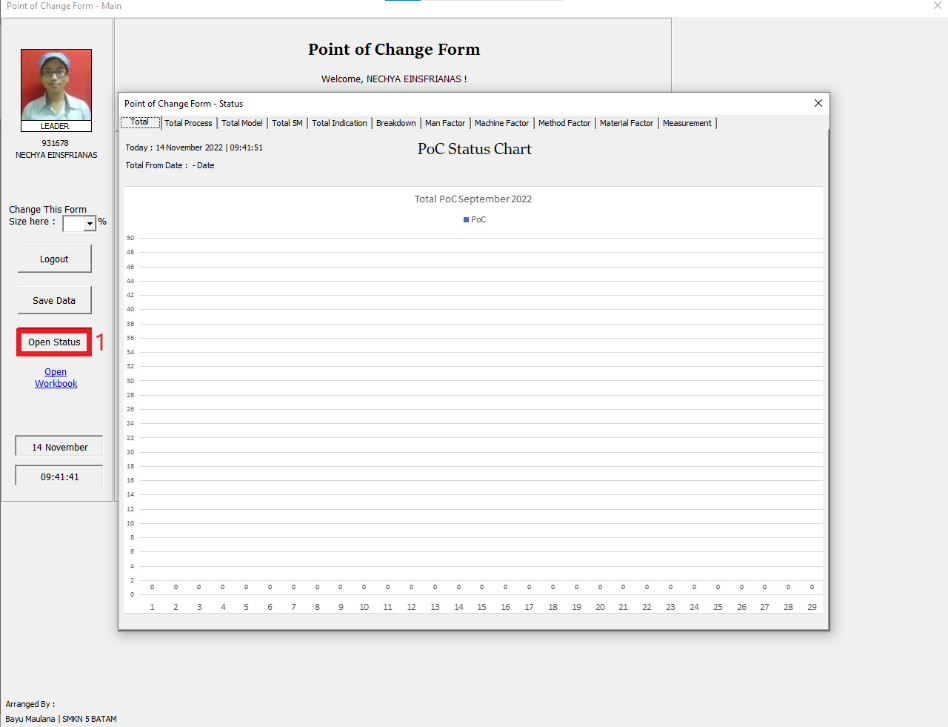 Point of Change Form - Main
Point of Change Form
Welcome, NECHYA EINSFRIANAS !
LEADER
931678
NECHYA EINSFRIANAS
Change This Form
Size here :
%
Logout
Save Data
Open Status
1
Open
Workbook
14 November
09:41:41
Point of Change Form - Status
Total
Total Process
Total Model
Total 5M
Total Indication
Breakdown
Man Factor
Machine Factor
Method Factor
Material Factor
Measurement
Today : 14 November 2022 | 09:41:51
PoC Status Chart
Total From Date : - Date
Total PoC September 2022
PoC
50
48
46
44
42
40
38
36
34
32
30
28
26
24
22
20
18
16
14
12
10
8
6
4
2
0
0 0 0 0 0 0 0 0 0 0 0 0 0 0 0 0 0 0 0 0 0 0 0 0 0 0 0 0 0
1 2 3 4 5 6 7 8 9 10 11 12 13 14 15 16 17 18 19 20 21 22 23 24 25 26 27 28 29
Arranged By :
Bayu Maulana | SMKN 5 BATAM